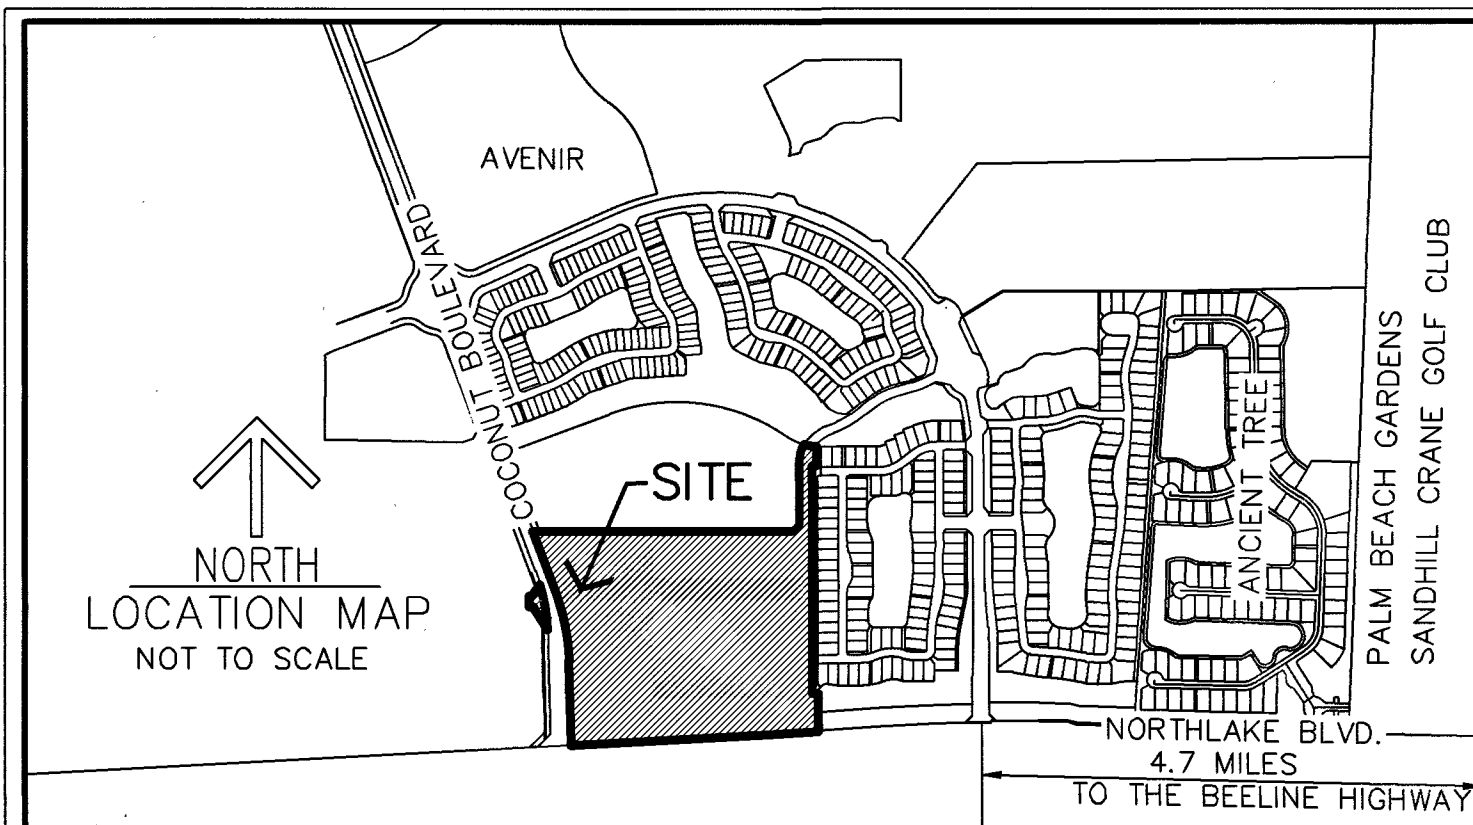 AVENIR
COCONUT BOULEVARD
SITE
NORTH
LOCATION MAP
NOT TO SCALE
ANCIENT TREE
PALM BEACH GARDENS
SANDHILL CRANE GOLF CLUB
NORTHLAKE BLVD.
4.7 MILES
TO THE BEELINE HIGHWAY